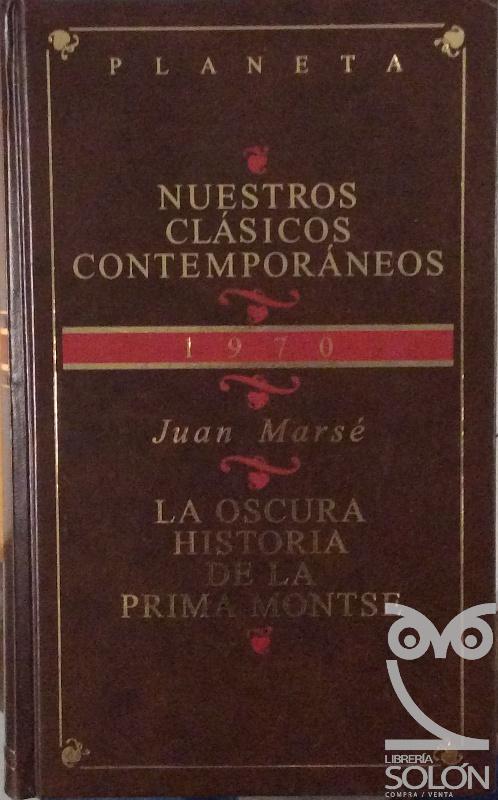 PLANETA
NUESTROS
CLÁSICOS
CONTEMPORÁNEOS
1970
Juan Marsé
LA OSCURA
HISTORIA
DE LA
PRIMA MONTSE
LIBRERÍA
SOLÓN
COMPRA / VENTA